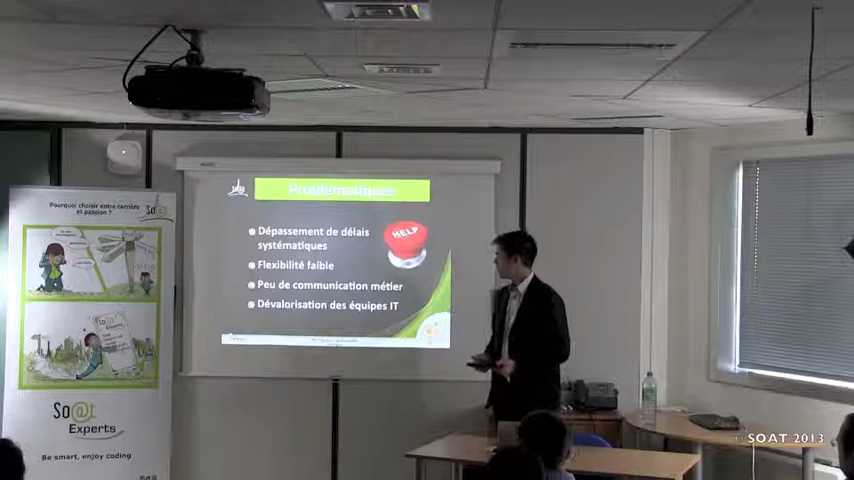 Pourquoi choisir entre carrière
et passion ?
So@t
Problématiques
Dépassement de délais
systématiques
HELP
Flexibilité faible
Peu de communication métier
Dévalorisation des équipes IT
So@t
Experts
Be smart, enjoy coding
© SOAT 2013